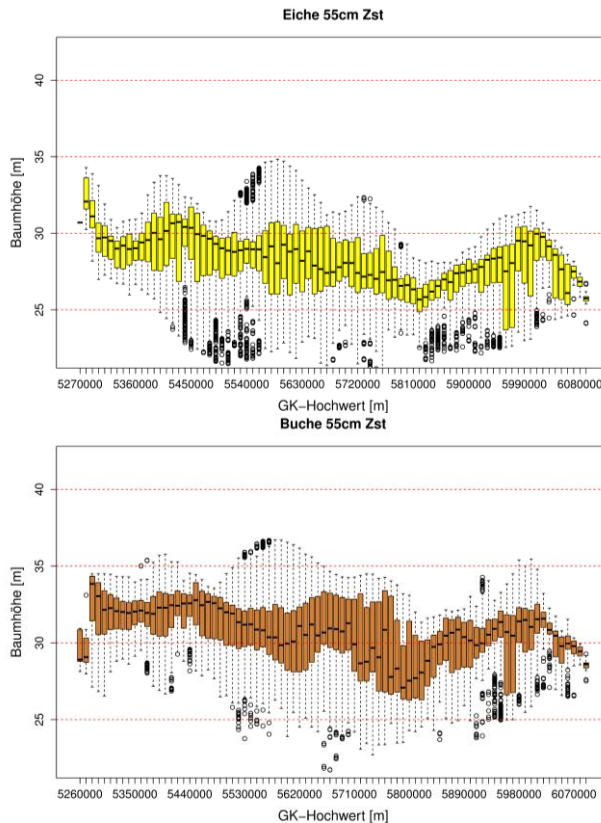 Eiche 55cm Zst
40
35
30
25
Baumhöhe [m]
5270000 5360000 5450000 5540000 5630000 5720000 5810000 5900000 5990000 6080000
GK-Hochwert [m]
Buche 55cm Zst
40
35
30
25
Baumhöhe [m]
5260000 5350000 5440000 5530000 5620000 5710000 5800000 5890000 5980000 6070000
GK-Hochwert [m]